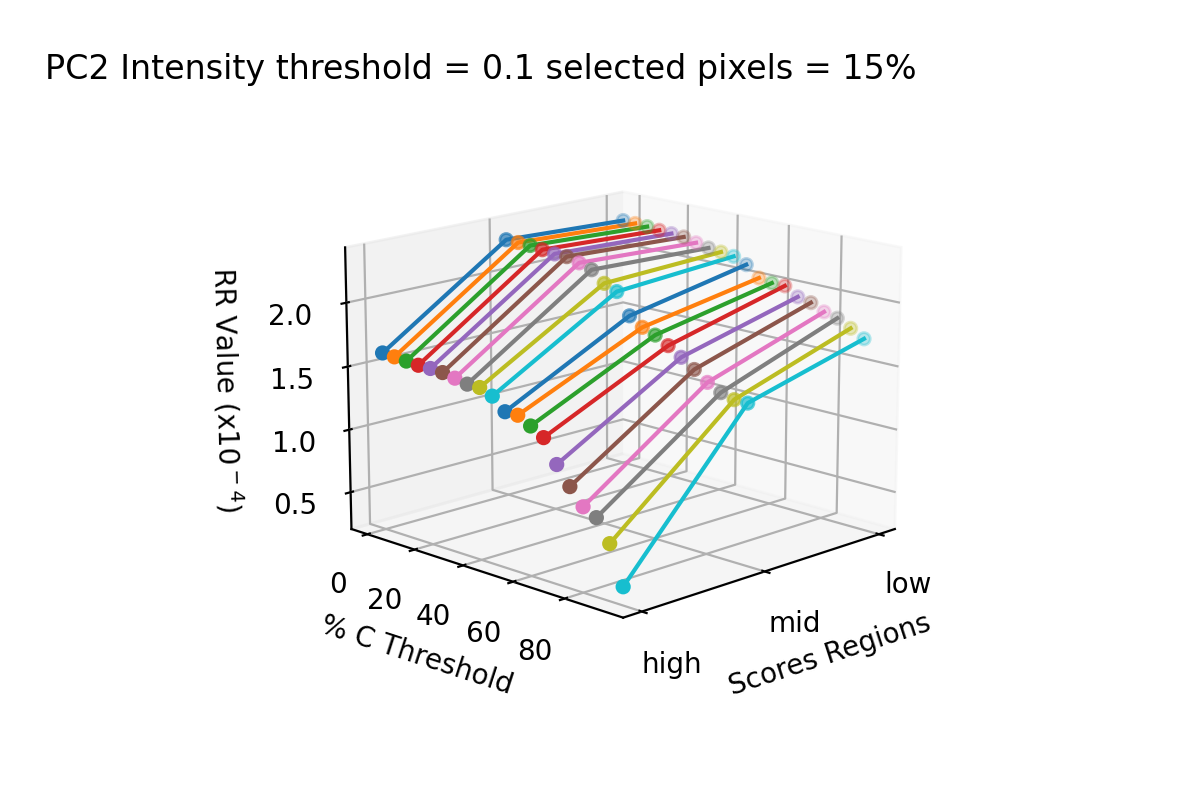 PC2 Intensity threshold = 0.1 selected pixels = 15%
RR Value (x10⁻⁴)
2.0
1.5
1.0
0.5
0
20
40
60
80
% C Threshold
high
mid
low
Scores Regions